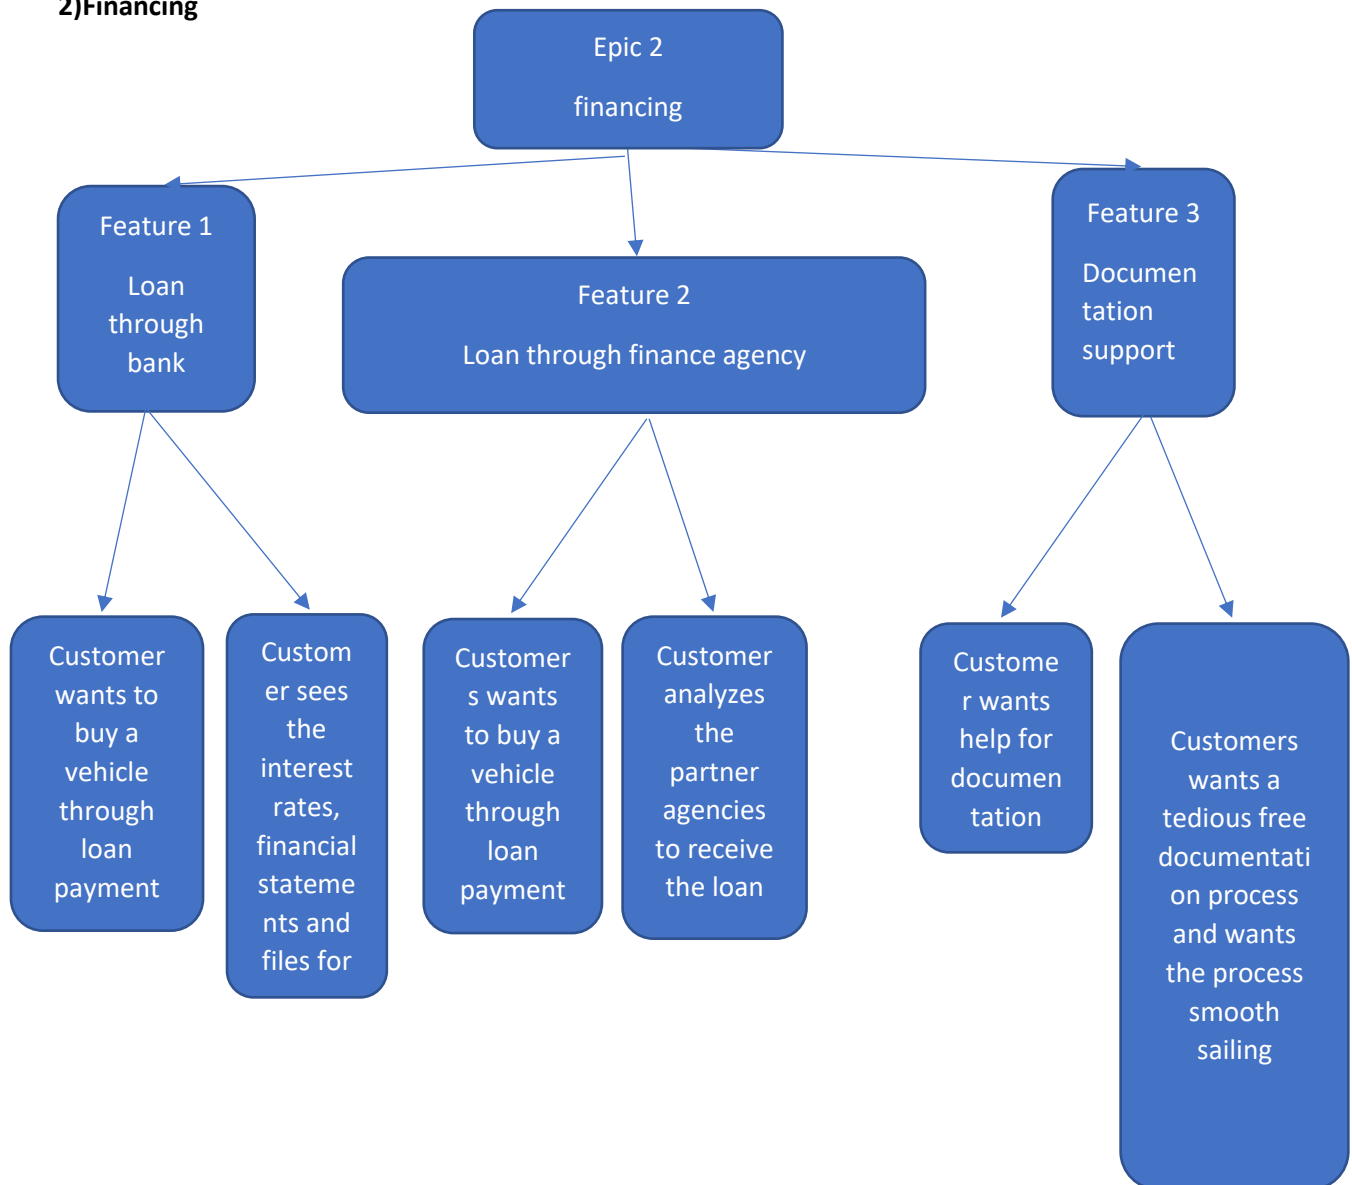 2)Financing
Epic 2
financing
Feature 1
Loan
through
bank
Feature 2
Loan through finance agency
Feature 3
Documen
tation
support
Customer
wants to
buy a
vehicle
through
loan
payment
Custom
er sees
the
interest
rates,
financial
stateme
nts and
files for
Customer
s wants
to buy a
vehicle
through
loan
payment
Customer
analyzes
the
partner
agencies
to receive
the loan
Custome
r wants
help for
documen
tation
Customers
wants a
tedious free
documentati
on process
and wants
the process
smooth
sailing